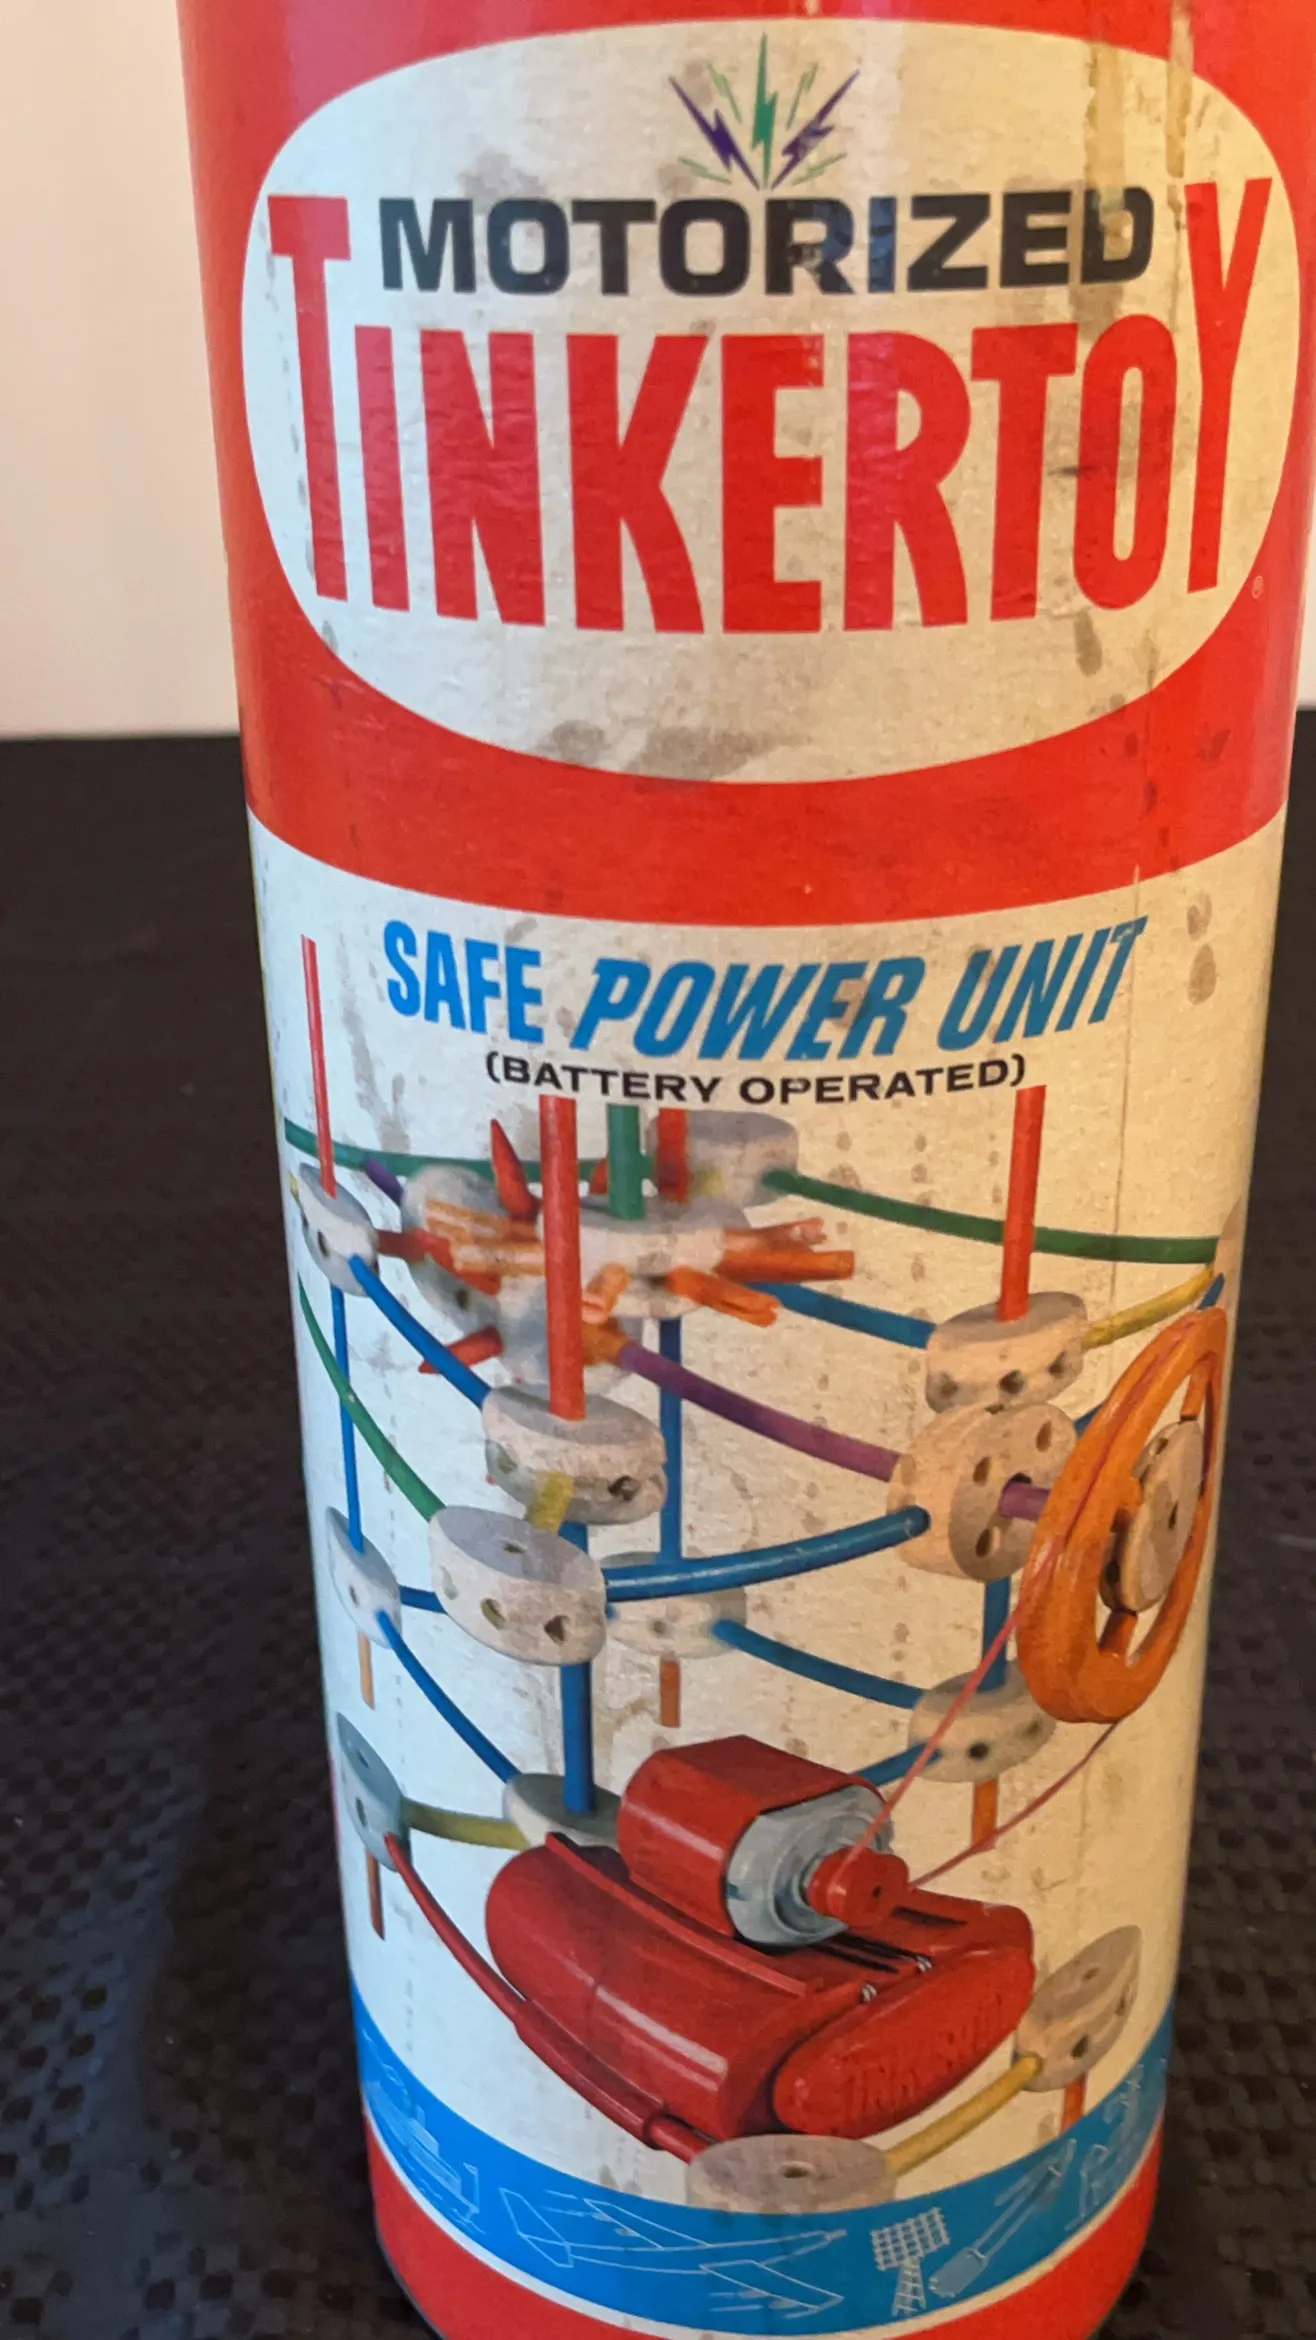 MOTORIZED
TINKERTOY
®
SAFE POWER UNIT
(BATTERY OPERATED)